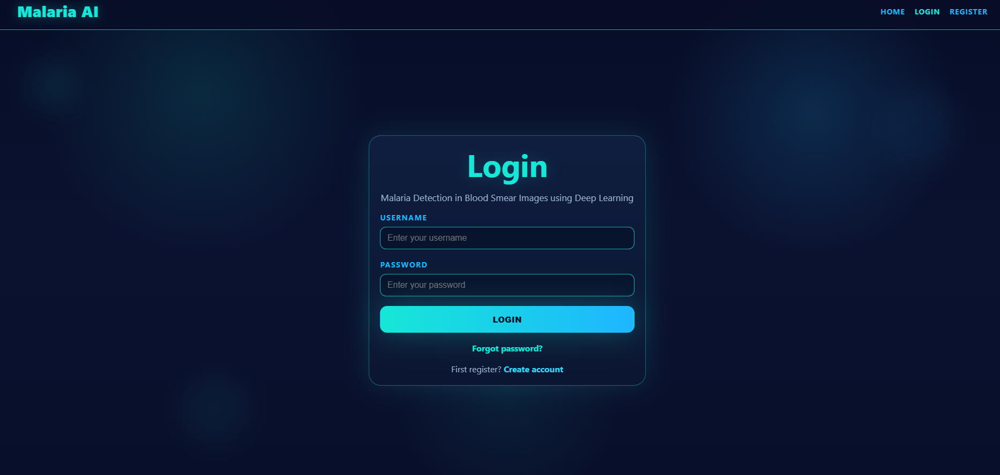 Malaria AI
HOME LOGIN REGISTER
Login
Malaria Detection in Blood Smear Images using Deep Learning
USERNAME
Enter your username
PASSWORD
Enter your password
LOGIN
Forgot password?
First register? Create account